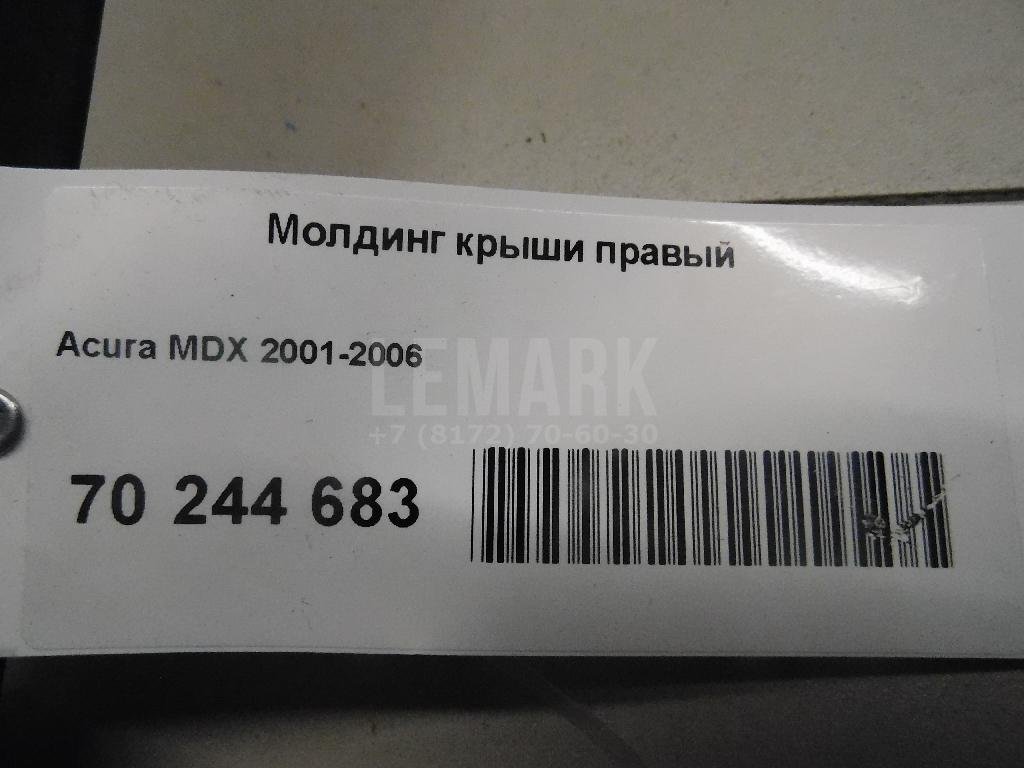 Молдинг крыши правый
Acura MDX 2001-2006
LEMARK
+7 (8172) 70-60-30
70 244 683